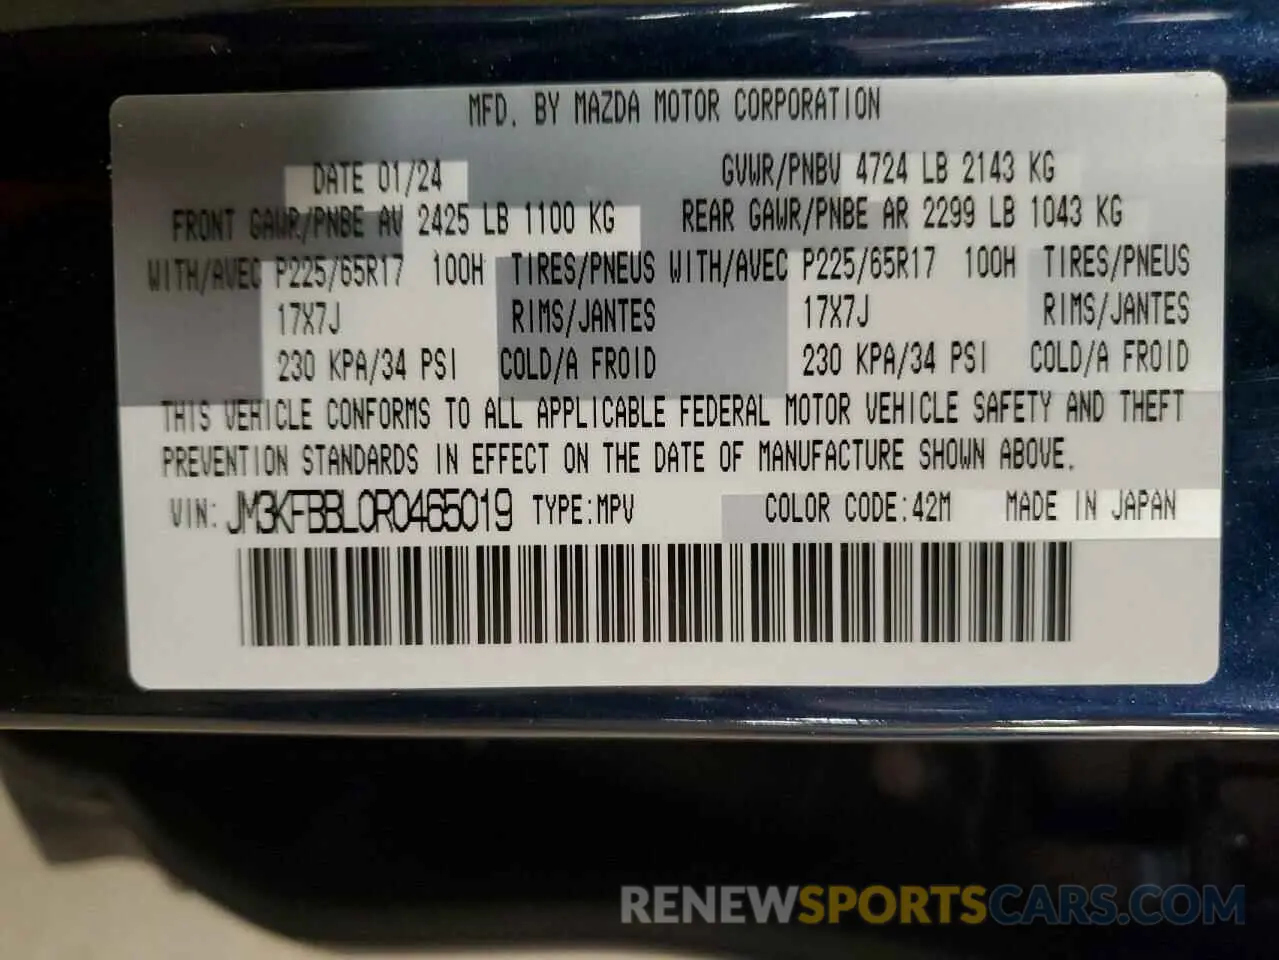 MFD. BY MAZDA MOTOR CORPORATION
DATE 01/24 GVWR/PNBV 4724 LB 2143 KG
FRONT GAWR/PNBE AV 2425 LB 1100 KG REAR GAWR/PNBE AR 2299 LB 1043 KG
WITH/AVEC P225/65R17 100H TIRES/PNEUS WITH/AVEC P225/65R17 100H TIRES/PNEUS
17X7J RIMS/JANTES 17X7J RIMS/JANTES
230 KPA/34 PSI COLD/A FROID 230 KPA/34 PSI COLD/A FROID
THIS VEHICLE CONFORMS TO ALL APPLICABLE FEDERAL MOTOR VEHICLE SAFETY AND THEFT
PREVENTION STANDARDS IN EFFECT ON THE DATE OF MANUFACTURE SHOWN ABOVE.
VIN: JM3KFBBL0R0465019 TYPE:MPV COLOR CODE:42M MADE IN JAPAN
RENEWSPORTSCARS.COM